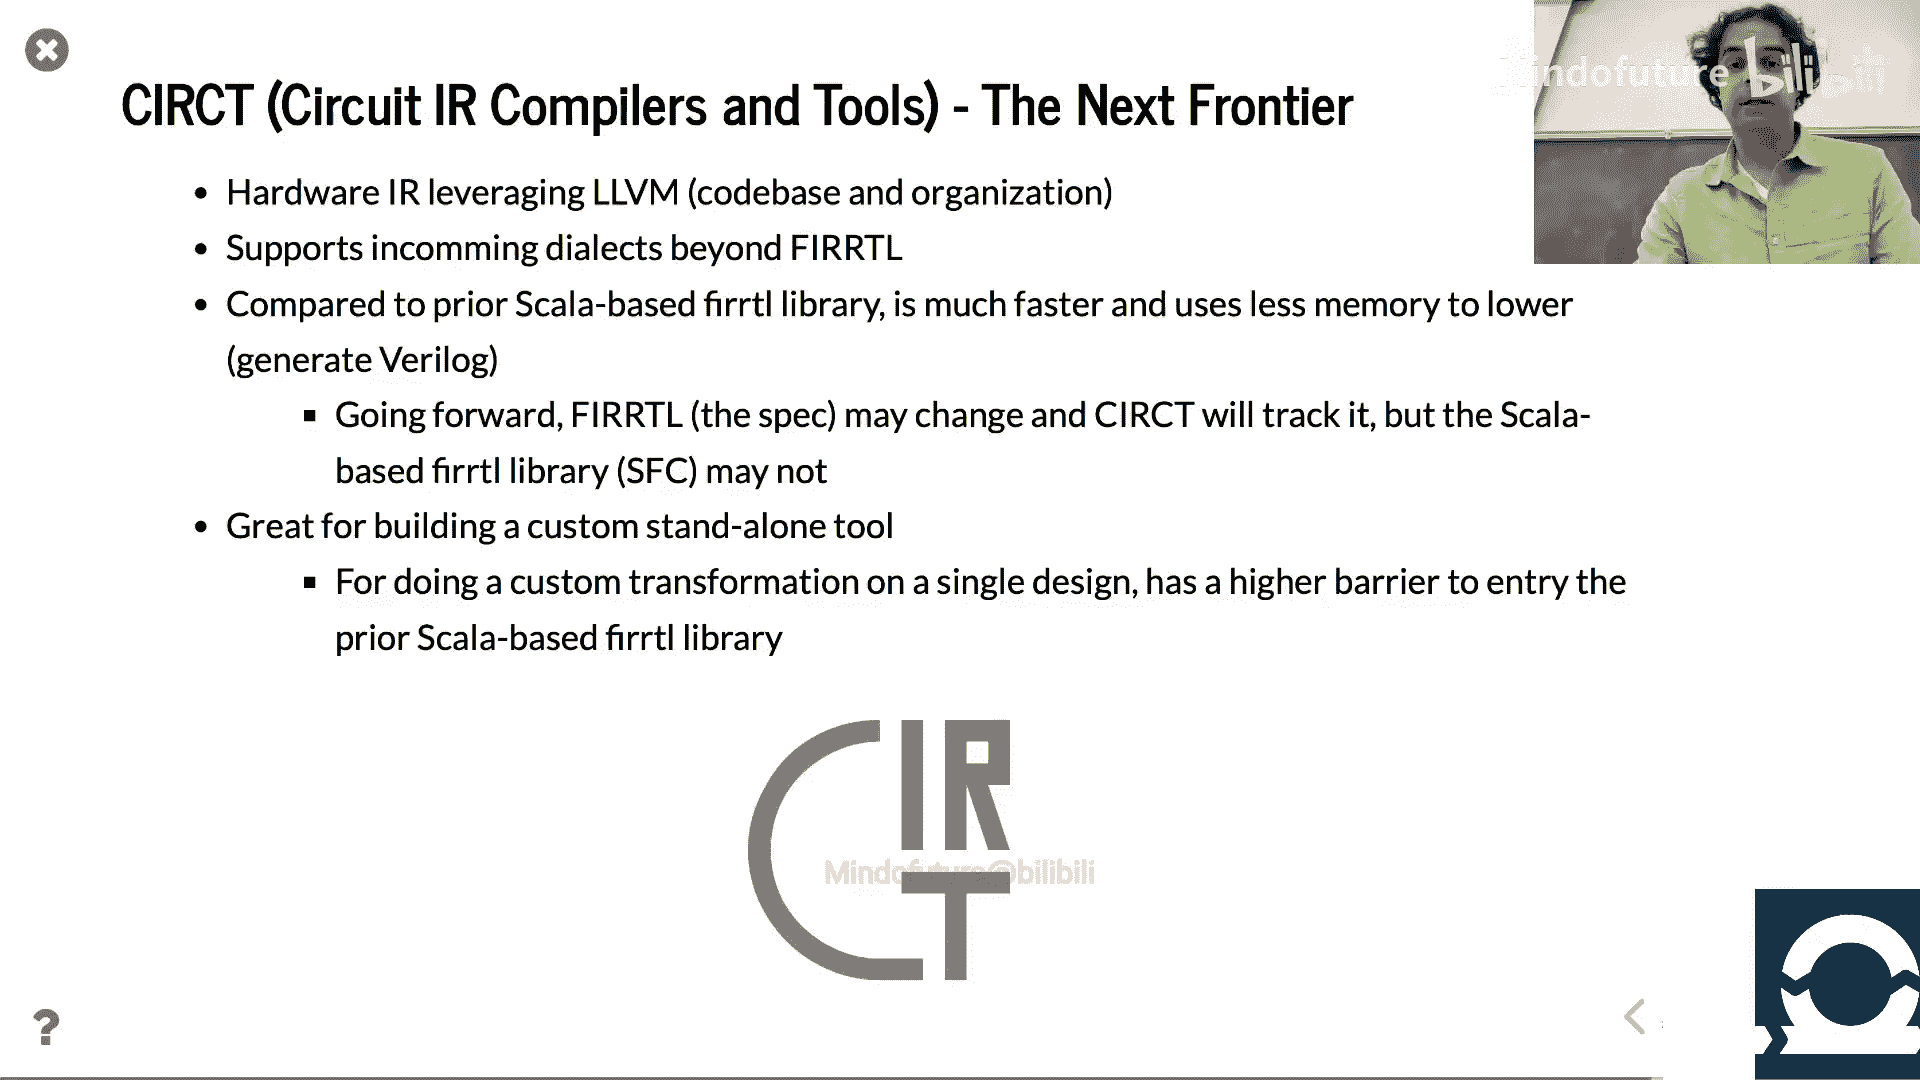 CIRCT (Circuit IR Compilers and Tools) - The Next Frontier
Mindofuture bilibili
Hardware IR leveraging LLVM (codebase and organization)
Supports incomming dialects beyond FIRRTL
Compared to prior Scala-based firrtl library, is much faster and uses less memory to lower
(generate Verilog)
Going forward, FIRRTL (the spec) may change and CIRCT will track it, but the Scala-
based firrtl library (SFC) may not
Great for building a custom stand-alone tool
For doing a custom transformation on a single design, has a higher barrier to entry the
prior Scala-based firrtl library
CIR
T
Mindofuture@bilibili
?